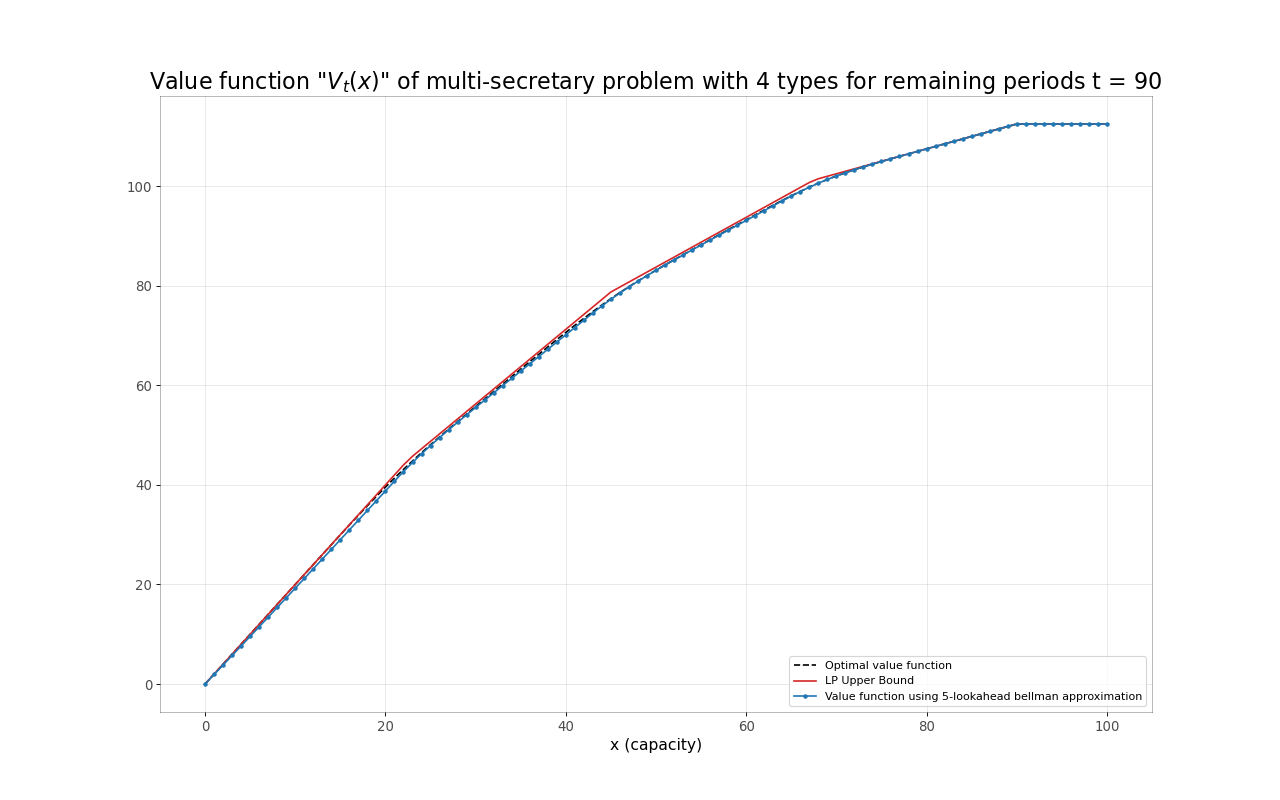 Value function "V_t(x)" of multi-secretary problem with 4 types for remaining periods t = 90
100
80
60
40
20
0
0 20 40 60 80 100
x (capacity)
Optimal value function
LP Upper Bound
Value function using 5-lookahead bellman approximation